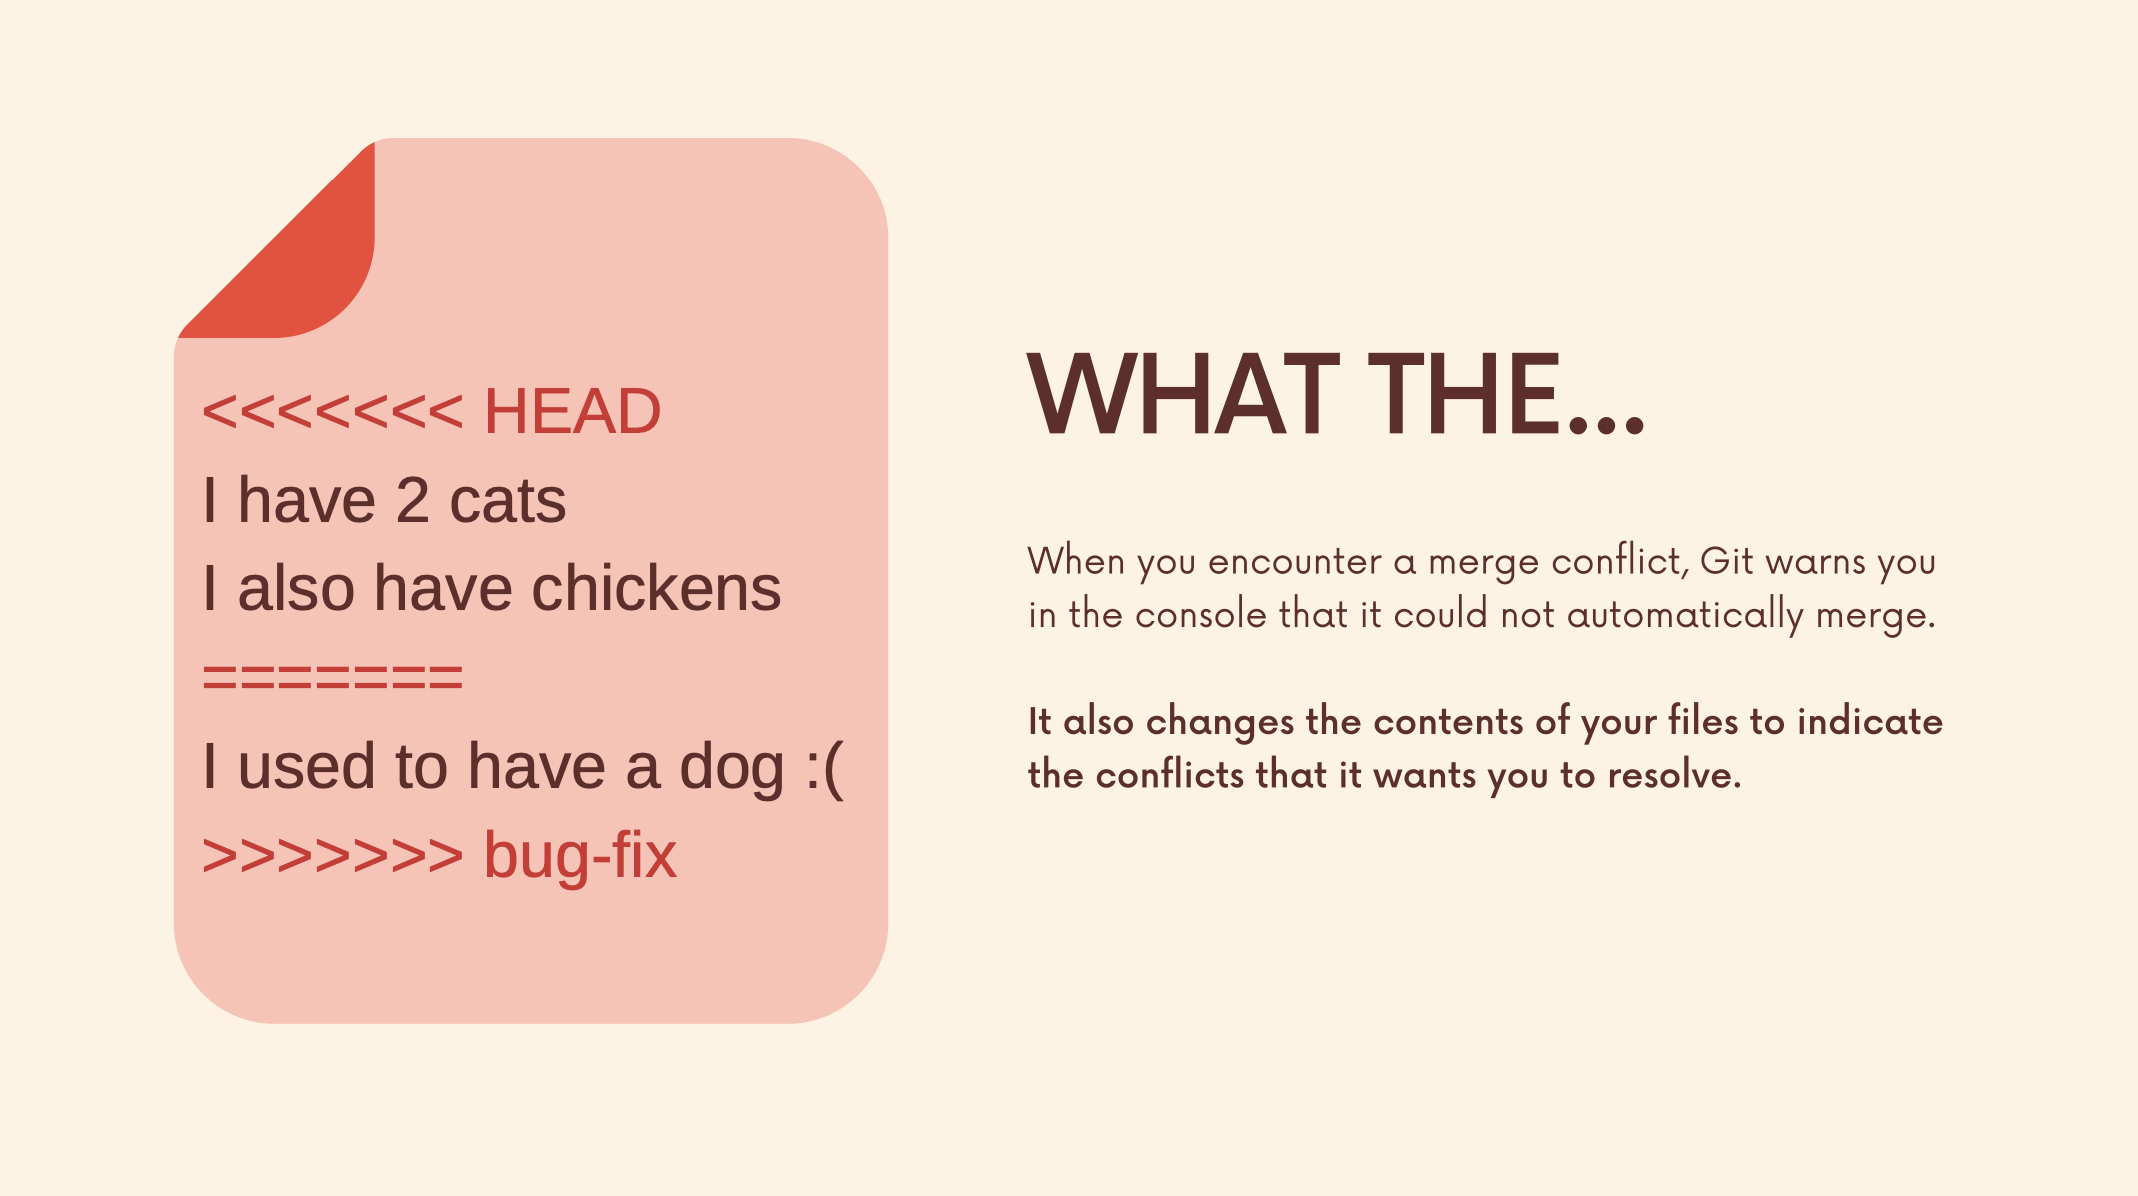 <<<<<<< HEAD
I have 2 cats
I also have chickens
=======
I used to have a dog :(
>>>>>>> bug-fix
WHAT THE...
When you encounter a merge conflict, Git warns you
in the console that it could not automatically merge.
It also changes the contents of your files to indicate
the conflicts that it wants you to resolve.